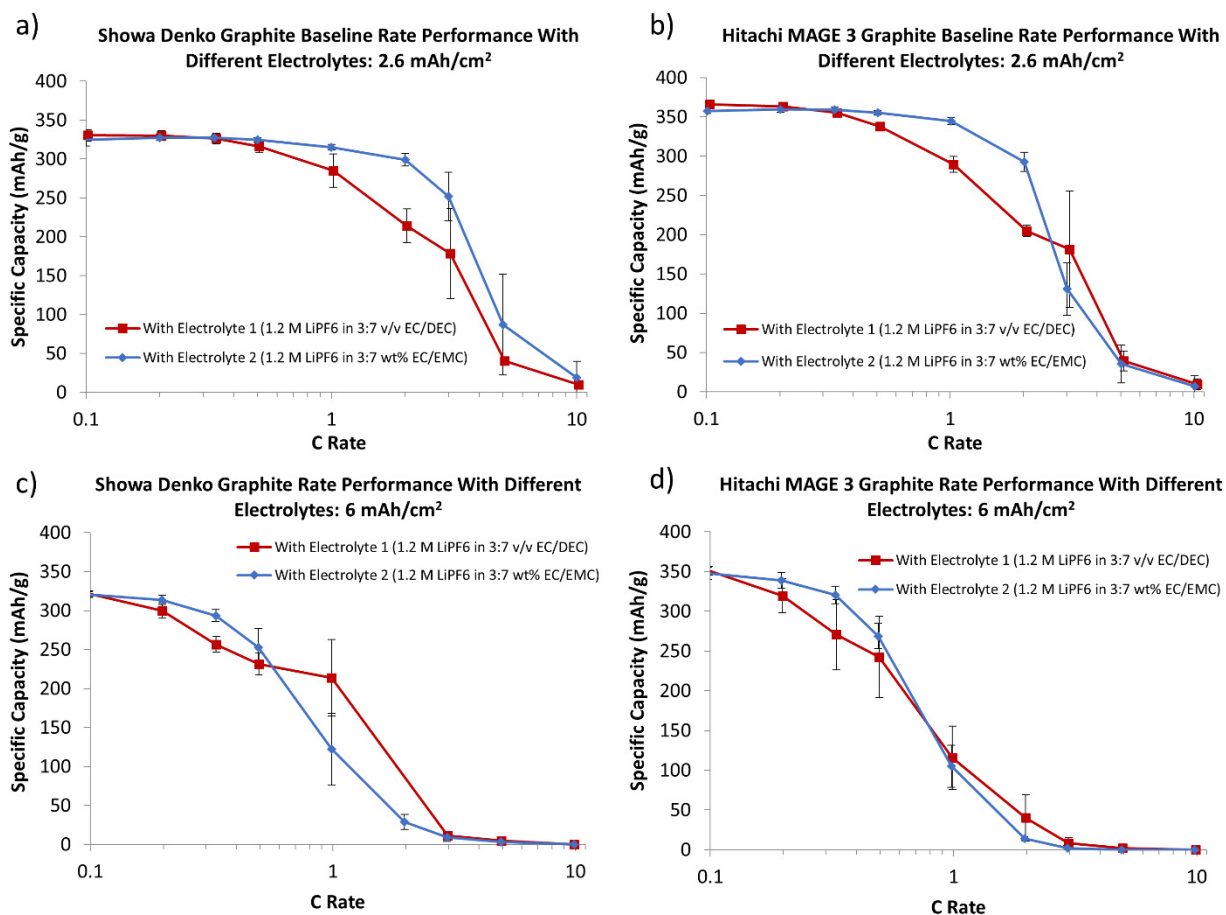 a)
Showa Denko Graphite Baseline Rate Performance With
Different Electrolytes: 2.6 mAh/cm²
Specific Capacity (mAh/g)
400
350
300
250
200
150
100
50
0
With Electrolyte 1 (1.2 M LiPF6 in 3:7 v/v EC/DEC)
With Electrolyte 2 (1.2 M LiPF6 in 3:7 wt% EC/EMC)
0.1
1
10
C Rate
b)
Hitachi MAGE 3 Graphite Baseline Rate Performance With
Different Electrolytes: 2.6 mAh/cm²
Specific Capacity (mAh/g)
400
350
300
250
200
150
100
50
0
With Electrolyte 1 (1.2 M LiPF6 in 3:7 v/v EC/DEC)
With Electrolyte 2 (1.2 M LiPF6 in 3:7 wt% EC/EMC)
0.1
1
10
C Rate
c)
Showa Denko Graphite Rate Performance With Different
Electrolytes: 6 mAh/cm²
Specific Capacity (mAh/g)
400
350
300
250
200
150
100
50
0
With Electrolyte 1 (1.2 M LiPF6 in 3:7 v/v EC/DEC)
With Electrolyte 2 (1.2 M LiPF6 in 3:7 wt% EC/EMC)
0.1
1
10
C Rate
d)
Hitachi MAGE 3 Graphite Rate Performance With Different
Electrolytes: 6 mAh/cm²
Specific Capacity (mAh/g)
400
350
300
250
200
150
100
50
0
With Electrolyte 1 (1.2 M LiPF6 in 3:7 v/v EC/DEC)
With Electrolyte 2 (1.2 M LiPF6 in 3:7 wt% EC/EMC)
0.1
1
10
C Rate